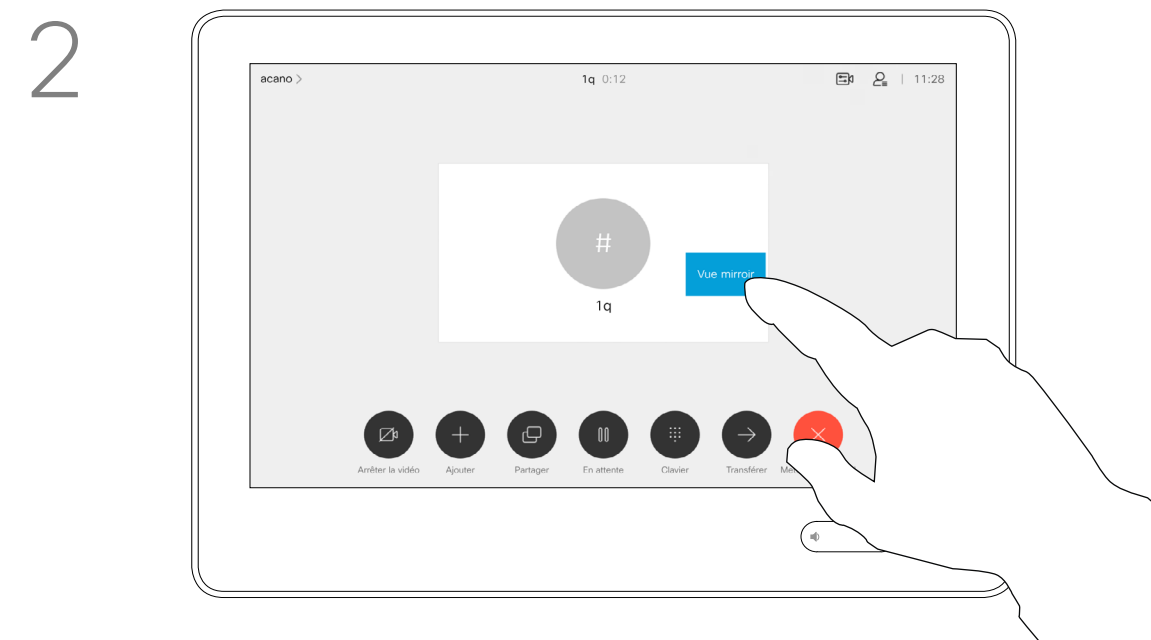 2
acano >
1q 0:12
11:28
#
Vue mirroir
1q
Arrêter la vidéo
Ajouter
Partager
En attente
Clavier
Transférer